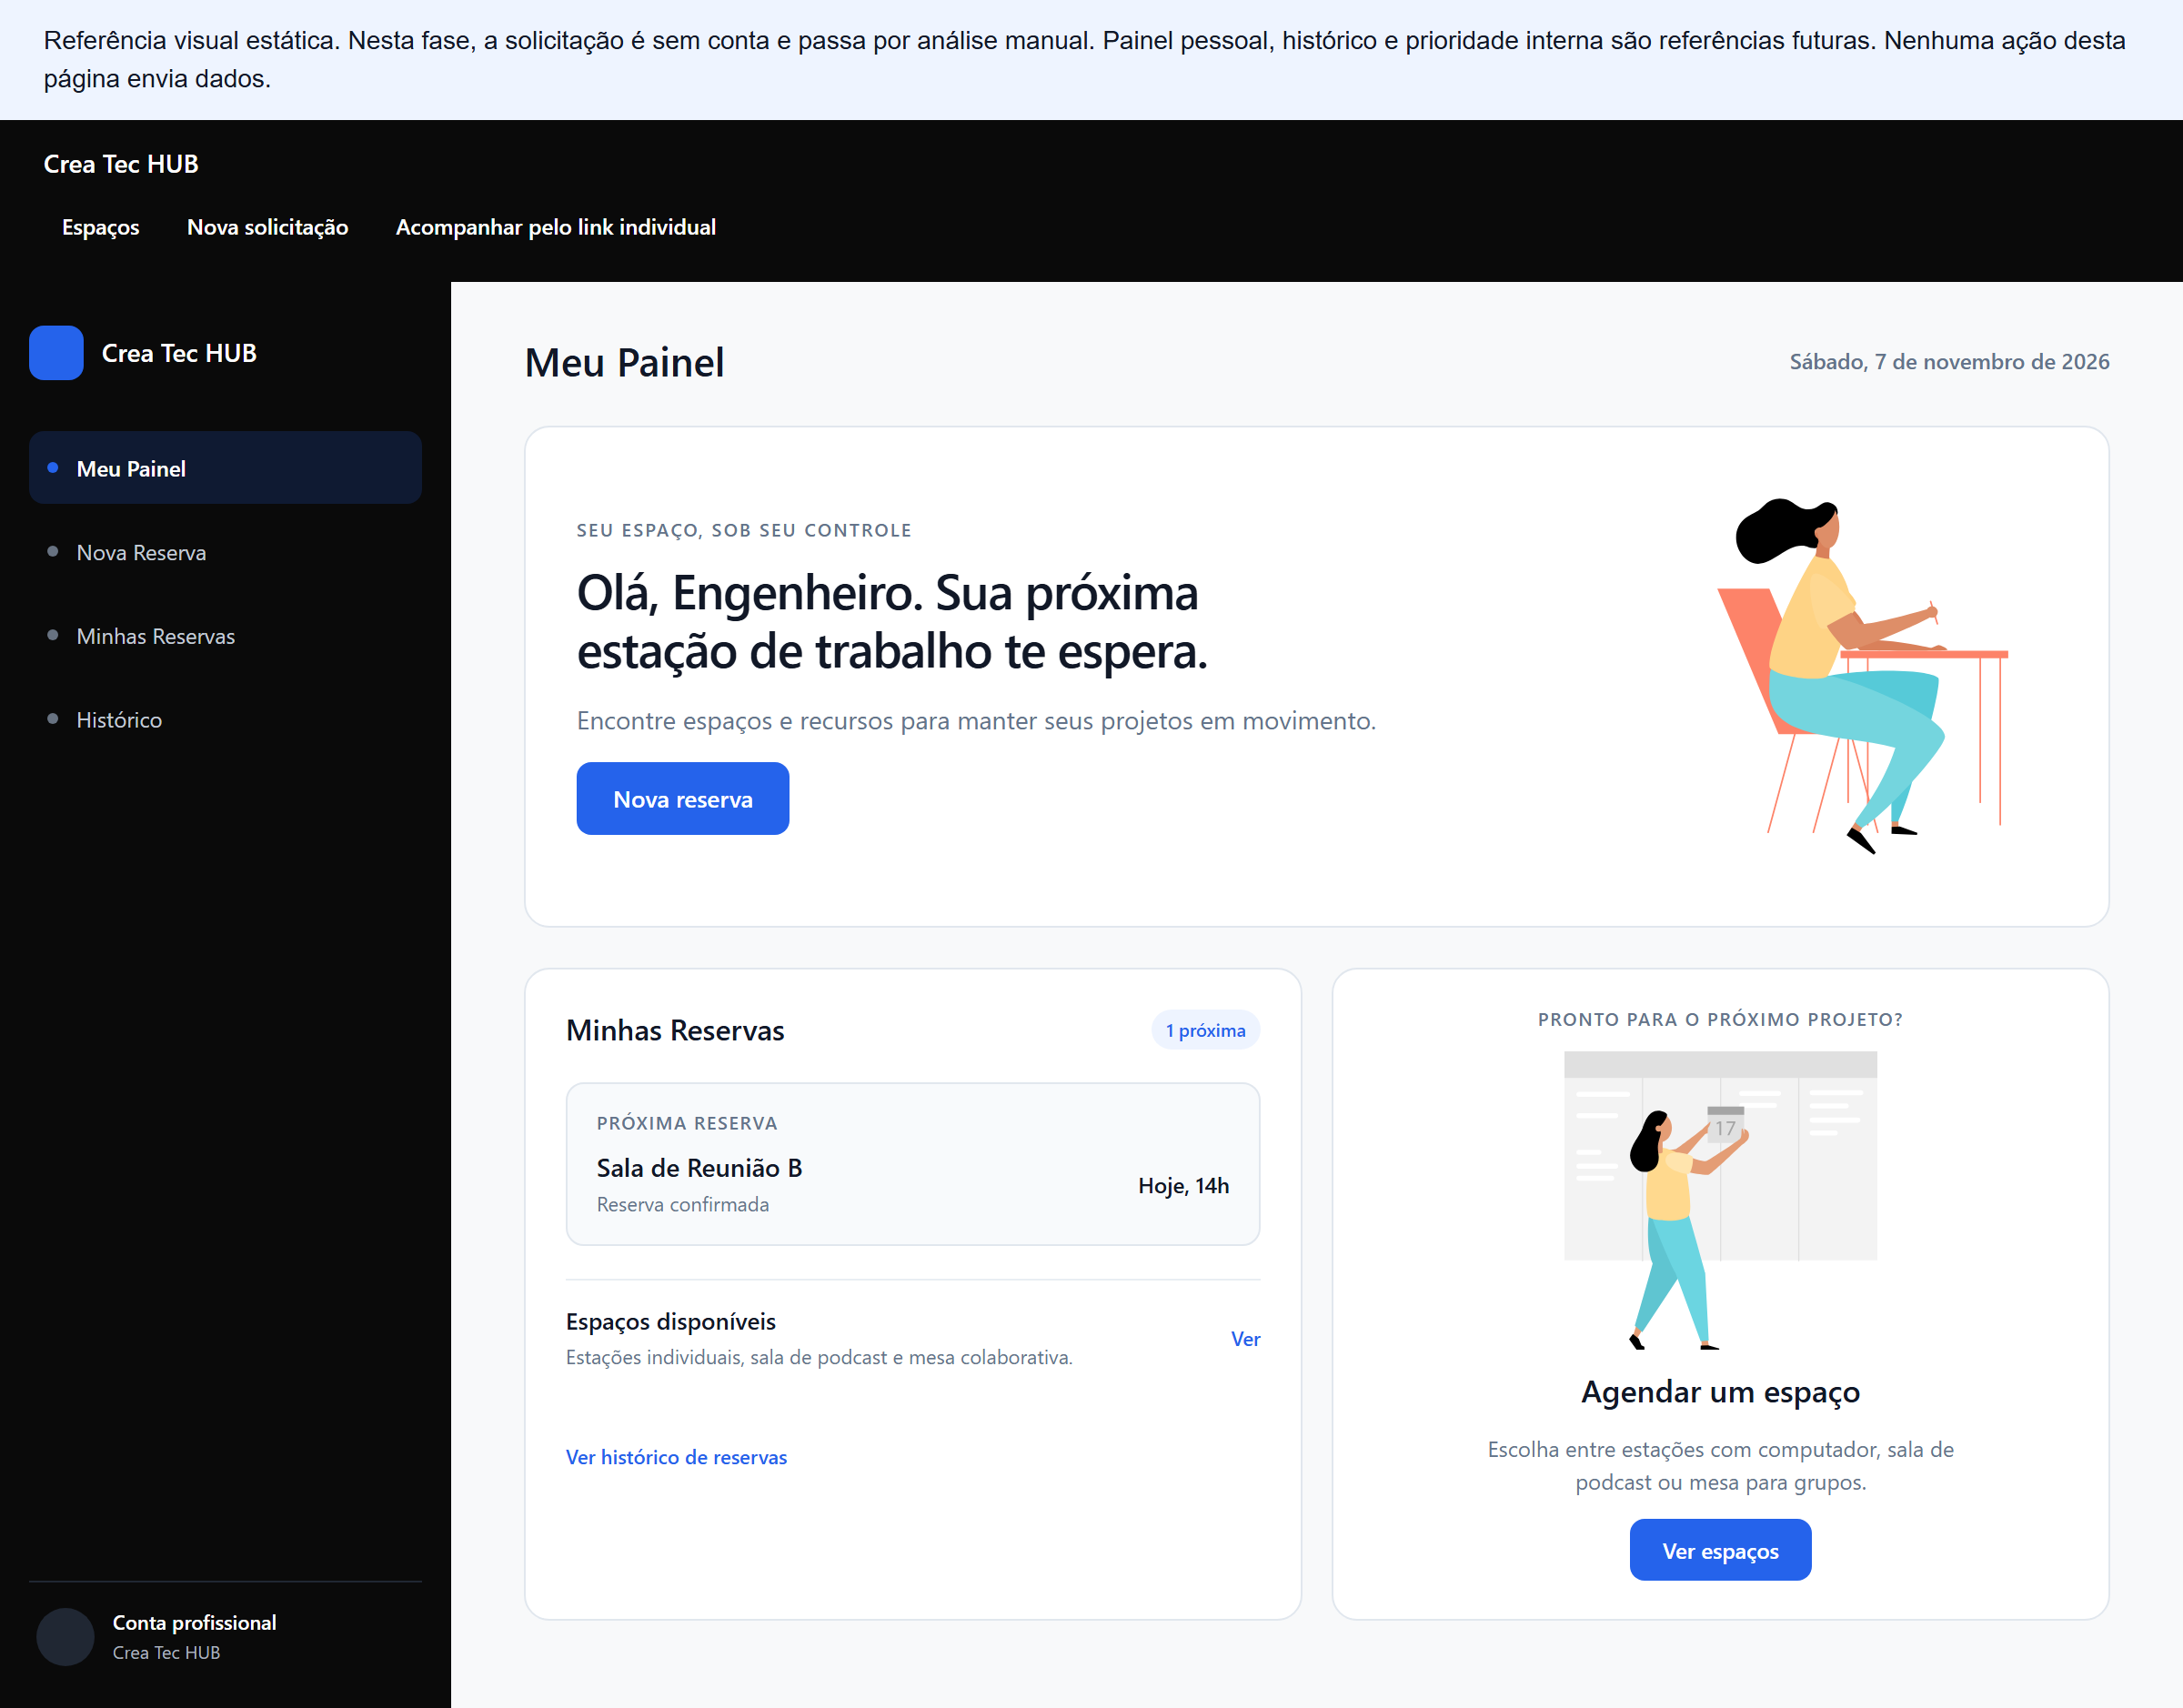 Referência visual estática. Nesta fase, a solicitação é sem conta e passa por análise manual. Painel pessoal, histórico e prioridade interna são referências futuras. Nenhuma ação desta
página envia dados.
Crea Tec HUB
Espaços Nova solicitação Acompanhar pelo link individual
Crea Tec HUB
Meu Painel
Nova Reserva
Minhas Reservas
Histórico
Conta profissional
Crea Tec HUB
Meu Painel
Sábado, 7 de novembro de 2026
SEU ESPAÇO, SOB SEU CONTROLE
Olá, Engenheiro. Sua próxima
estação de trabalho te espera.
Encontre espaços e recursos para manter seus projetos em movimento.
Nova reserva
Minhas Reservas
1 próxima
PRÓXIMA RESERVA
Sala de Reunião B
Reserva confirmada
Hoje, 14h
Espaços disponíveis
Estações individuais, sala de podcast e mesa colaborativa.
Ver
Ver histórico de reservas
PRONTO PARA O PRÓXIMO PROJETO?
17
Agendar um espaço
Escolha entre estações com computador, sala de
podcast ou mesa para grupos.
Ver espaços